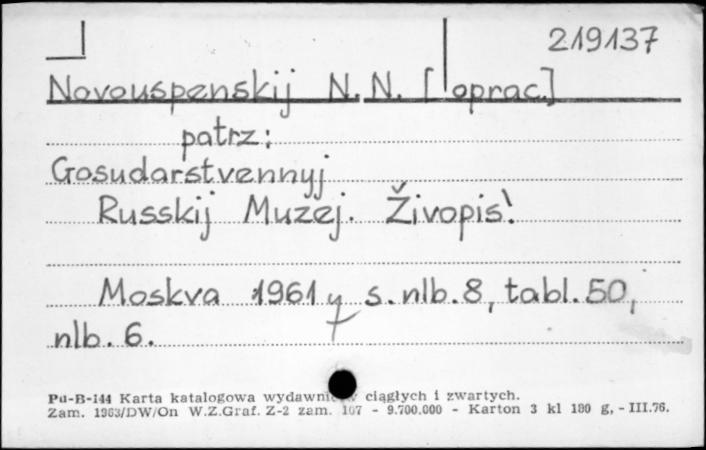 219137
Novouspenskij N.N. [oprac.]
patrz:
Gosudarstvennyj
Russkij Muzej. Živopis'.
Moskva 1961 s. nlb. 8, tabl. 50,
nlb. 6.
Pu-B-144 Karta katalogowa ciągłych i zwartych.
Zam. 1963/DW/On W.Z.Graf. Z-2 zam. 107 - 9.700.000 - Karton 3 kl 180 g, - III.76.